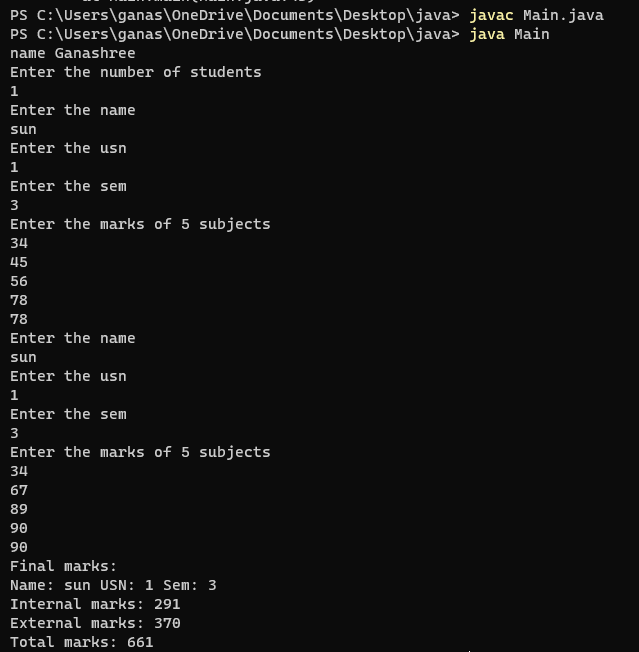 PS C:\Users\ganas\OneDrive\Documents\Desktop\java> javac Main.java
PS C:\Users\ganas\OneDrive\Documents\Desktop\java> java Main
name Ganashree
Enter the number of students
1
Enter the name
sun
Enter the usn
1
Enter the sem
3
Enter the marks of 5 subjects
34
45
56
78
78
Enter the name
sun
Enter the usn
1
Enter the sem
3
Enter the marks of 5 subjects
34
67
89
90
90
Final marks:
Name: sun USN: 1 Sem: 3
Internal marks: 291
External marks: 370
Total marks: 661